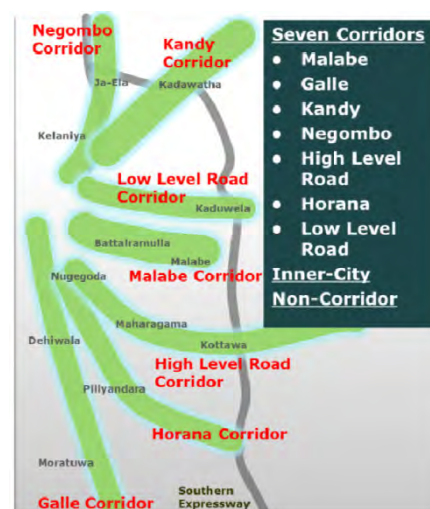 Negombo
Corridor
Kandy
Corridor
Ja-Ela
Kadawatha
Kelaniya
Low Level Road
Corridor
Kaduwela
Battalramulla
Malabe
Malabe Corridor
Nugegoda
Maharagama
Dehiwala
Kottawa
High Level Road
Corridor
Piliyandara
Horana Corridor
Moratuwa
Galle Corridor
Southern
Expressway
Seven Corridors
• Malabe
• Galle
• Kandy
• Negombo
• High Level
Road
• Horana
• Low Level
Road
Inner-City
Non-Corridor